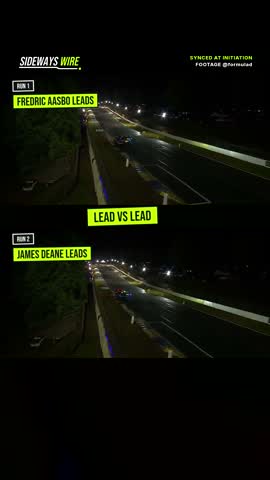 SIDEWAYS WIRE
SYNCED AT INITIATION
FOOTAGE @formulad
RUN 1
FREDRIC AASBO LEADS
LEAD VS LEAD
RUN 2
JAMES DEANE LEADS